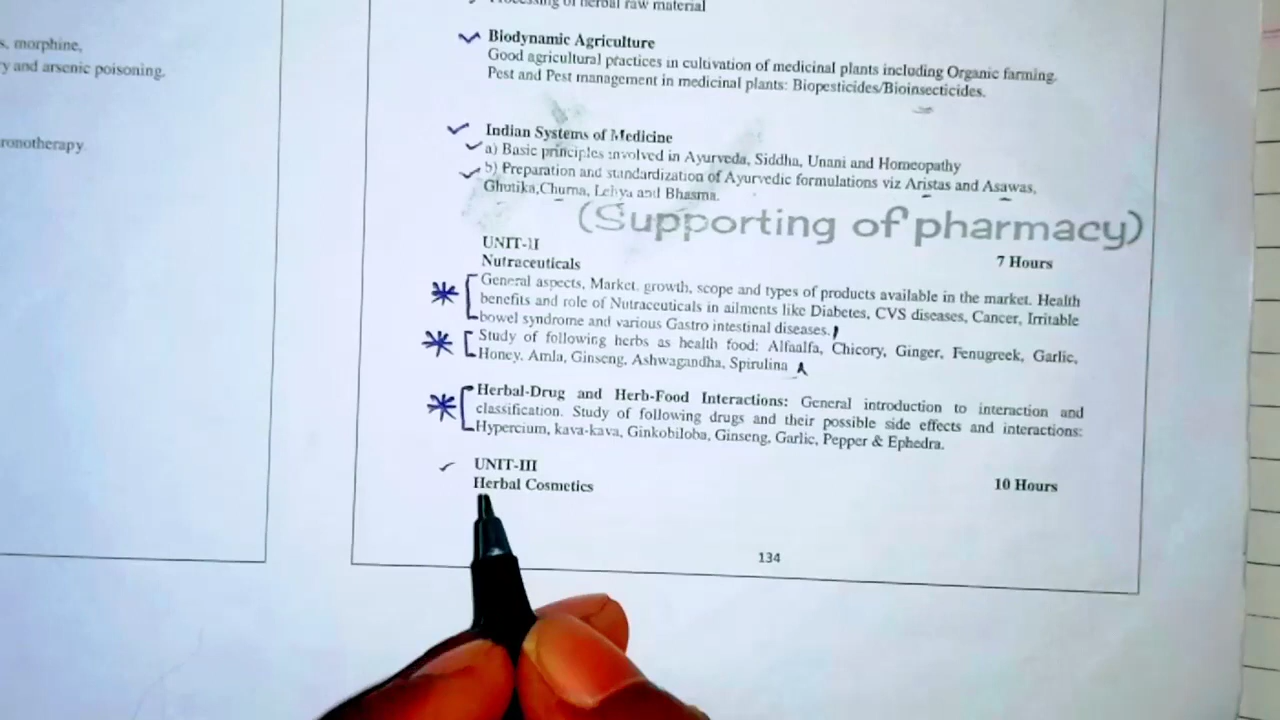 s, morphine,
y and arsenic poisoning.
ronotherapy.
Processing of herbal raw material
Biodynamic Agriculture
Good agricultural practices in cultivation of medicinal plants including Organic farming.
Pest and Pest management in medicinal plants: Biopesticides/Bioinsecticides.
Indian Systems of Medicine
a) Basic principles involved in Ayurveda, Siddha, Unani and Homeopathy
b) Preparation and standardization of Ayurvedic formulations viz Aristas and Asawas,
Ghutika,Churna, Lehya and Bhasma.
(Supporting of pharmacy)
UNIT-II
Nutraceuticals 7 Hours
General aspects, Market, growth, scope and types of products available in the market. Health
benefits and role of Nutraceuticals in ailments like Diabetes, CVS diseases, Cancer, Irritable
bowel syndrome and various Gastro intestinal diseases.
Study of following herbs as health food: Alfaalfa, Chicory, Ginger, Fenugreek, Garlic,
Honey, Amla, Ginseng, Ashwagandha, Spirulina
Herbal-Drug and Herb-Food Interactions: General introduction to interaction and
classification. Study of following drugs and their possible side effects and interactions:
Hypercium, kava-kava, Ginkobiloba, Ginseng, Garlic, Pepper & Ephedra.
UNIT-III
Herbal Cosmetics 10 Hours
134